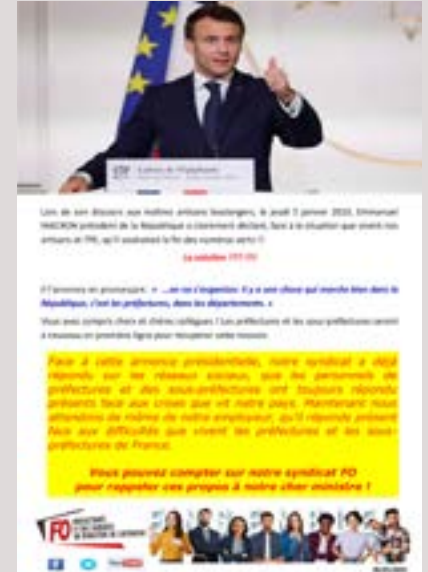 Lors de son discours aux maîtres artisans boulangers, le jeudi 5 janvier 2023, Emmanuel
MACRON président de la République a clairement déclaré, face à la situation que vivent nos
artisans et TPE, qu'il souhaitait la fin des numéros verts !!
La solution ??? !!!
Il l'annonce en prononçant: « ...on va s'organiser. Il y a une chose qui marche bien dans la
République, c'est les préfectures, dans les départements. »
Vous avez compris chers et chères collègues ! Les préfectures et les sous-préfectures seront
à nouveau en première ligne pour récupérer cette mission.
Face à cette annonce présidentielle, notre syndicat a déjà
répondu sur les réseaux sociaux, que les personnels de
préfectures et des sous-préfectures ont toujours répondu
présents face aux crises que vit notre pays. Maintenant nous
attendons de même de notre employeur, qu'il réponde présent
face aux difficultés que vivent les préfectures et les sous-
préfectures de France.
Vous pouvez compter sur notre syndicat FO
pour rappeler ces propos à notre cher ministre !
FO PRÉFECTURES